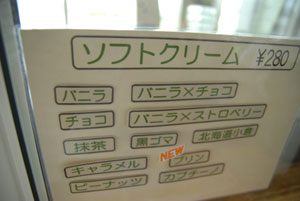 ソフトクリーム ¥280
バニラ バニラ×チョコ
チョコ バニラ×ストロベリー
抹茶 黒ゴマ 北海道小倉
NEW
キャラメル プリン
ピーナッツ カプチーノ